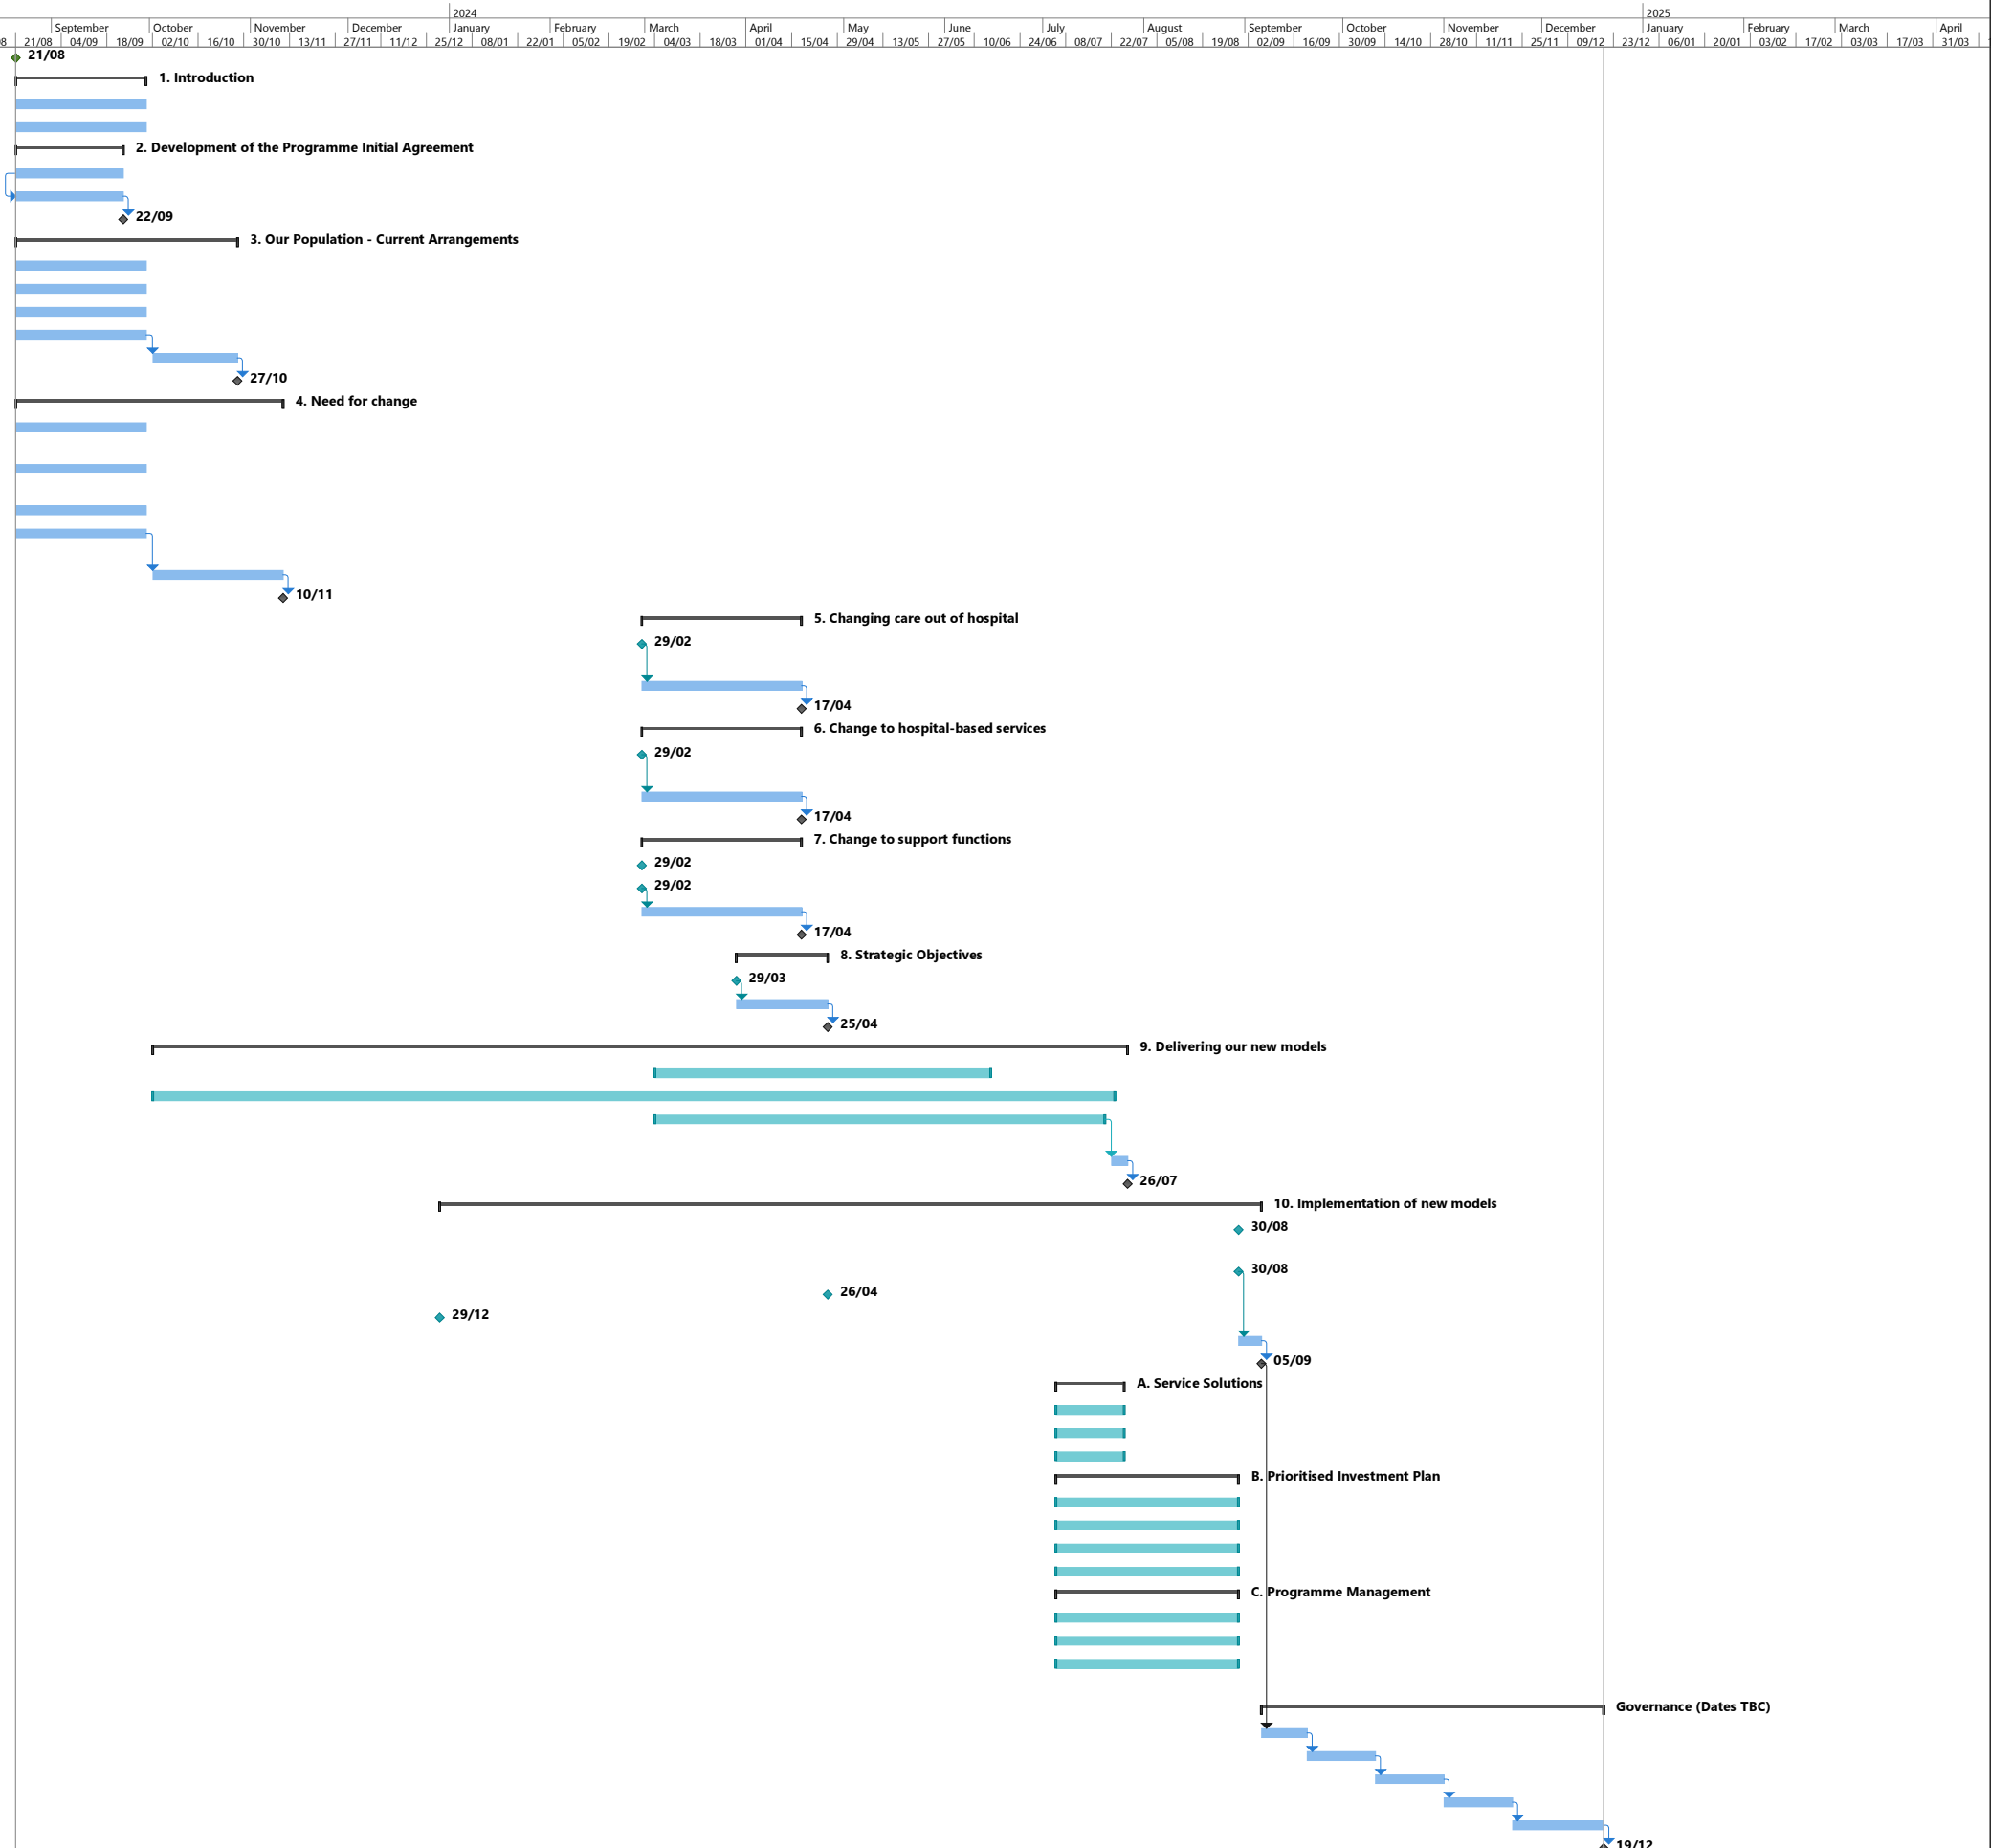 2024 2025
September October November December January February March April May June July August September October November December January February March April
8 21/08 04/09 18/09 02/10 16/10 30/10 13/11 27/11 11/12 25/12 08/01 22/01 05/02 19/02 04/03 18/03 01/04 15/04 29/04 13/05 27/05 10/06 24/06 08/07 22/07 05/08 19/08 02/09 16/09 30/09 14/10 28/10 11/11 25/11 09/12 23/12 06/01 20/01 03/02 17/02 03/03 17/03 31/03
21/08
1. Introduction
2. Development of the Programme Initial Agreement
22/09
3. Our Population - Current Arrangements
27/10
4. Need for change
10/11
5. Changing care out of hospital
29/02
17/04
6. Change to hospital-based services
29/02
17/04
7. Change to support functions
29/02
29/02
17/04
8. Strategic Objectives
29/03
25/04
9. Delivering our new models
26/07
10. Implementation of new models
30/08
30/08
26/04
29/12
05/09
A. Service Solutions
B. Prioritised Investment Plan
C. Programme Management
Governance (Dates TBC)
19/12